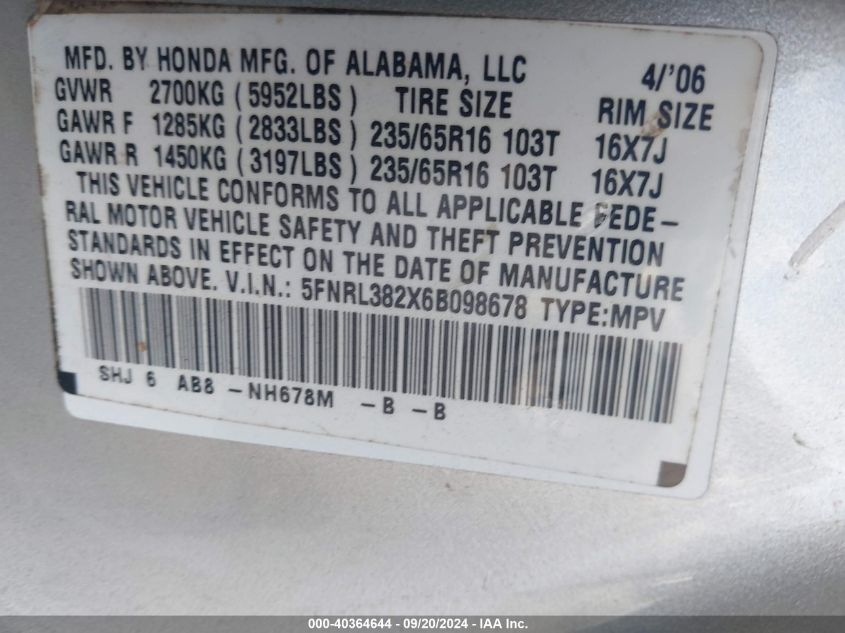 MFD. BY HONDA MFG. OF ALABAMA, LLC 4/'06
GVWR 2700KG (5952LBS) TIRE SIZE RIM SIZE
GAWR F 1285KG (2833LBS) 235/65R16 103T 16X7J
GAWR R 1450KG (3197LBS) 235/65R16 103T 16X7J
THIS VEHICLE CONFORMS TO ALL APPLICABLE FEDE-
RAL MOTOR VEHICLE SAFETY AND THEFT PREVENTION
STANDARDS IN EFFECT ON THE DATE OF MANUFACTURE
SHOWN ABOVE. V.I.N.: 5FNRL382X6B098678 TYPE:MPV
SHJ 6 AB8 -NH678M -B -B
000-40364644 - 09/20/2024 - IAA Inc.